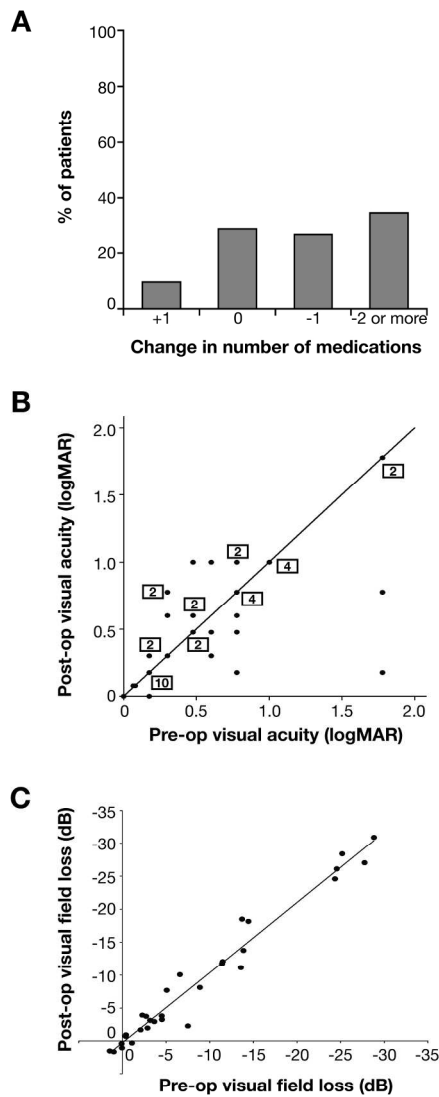 A
% of patients
100
80
60
40
20
0
+1 0 -1 -2 or more
Change in number of medications
B
Post-op visual acuity (logMAR)
2.0
1.5
1.0
0.5
0
2
2
4
2
4
2
2
2
10
0 0.5 1.0 1.5 2.0
Pre-op visual acuity (logMAR)
C
Post-op visual field loss (dB)
-35
-30
-25
-20
-15
-10
-5
0
0 -5 -10 -15 -20 -25 -30 -35
Pre-op visual field loss (dB)